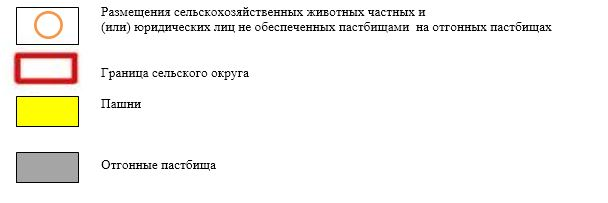 Размещения сельскохозяйственных животных частных и
(или) юридических лиц не обеспеченных пастбищами на отгонных пастбищах
Граница сельского округа
Пашни
Отгонные пастбища